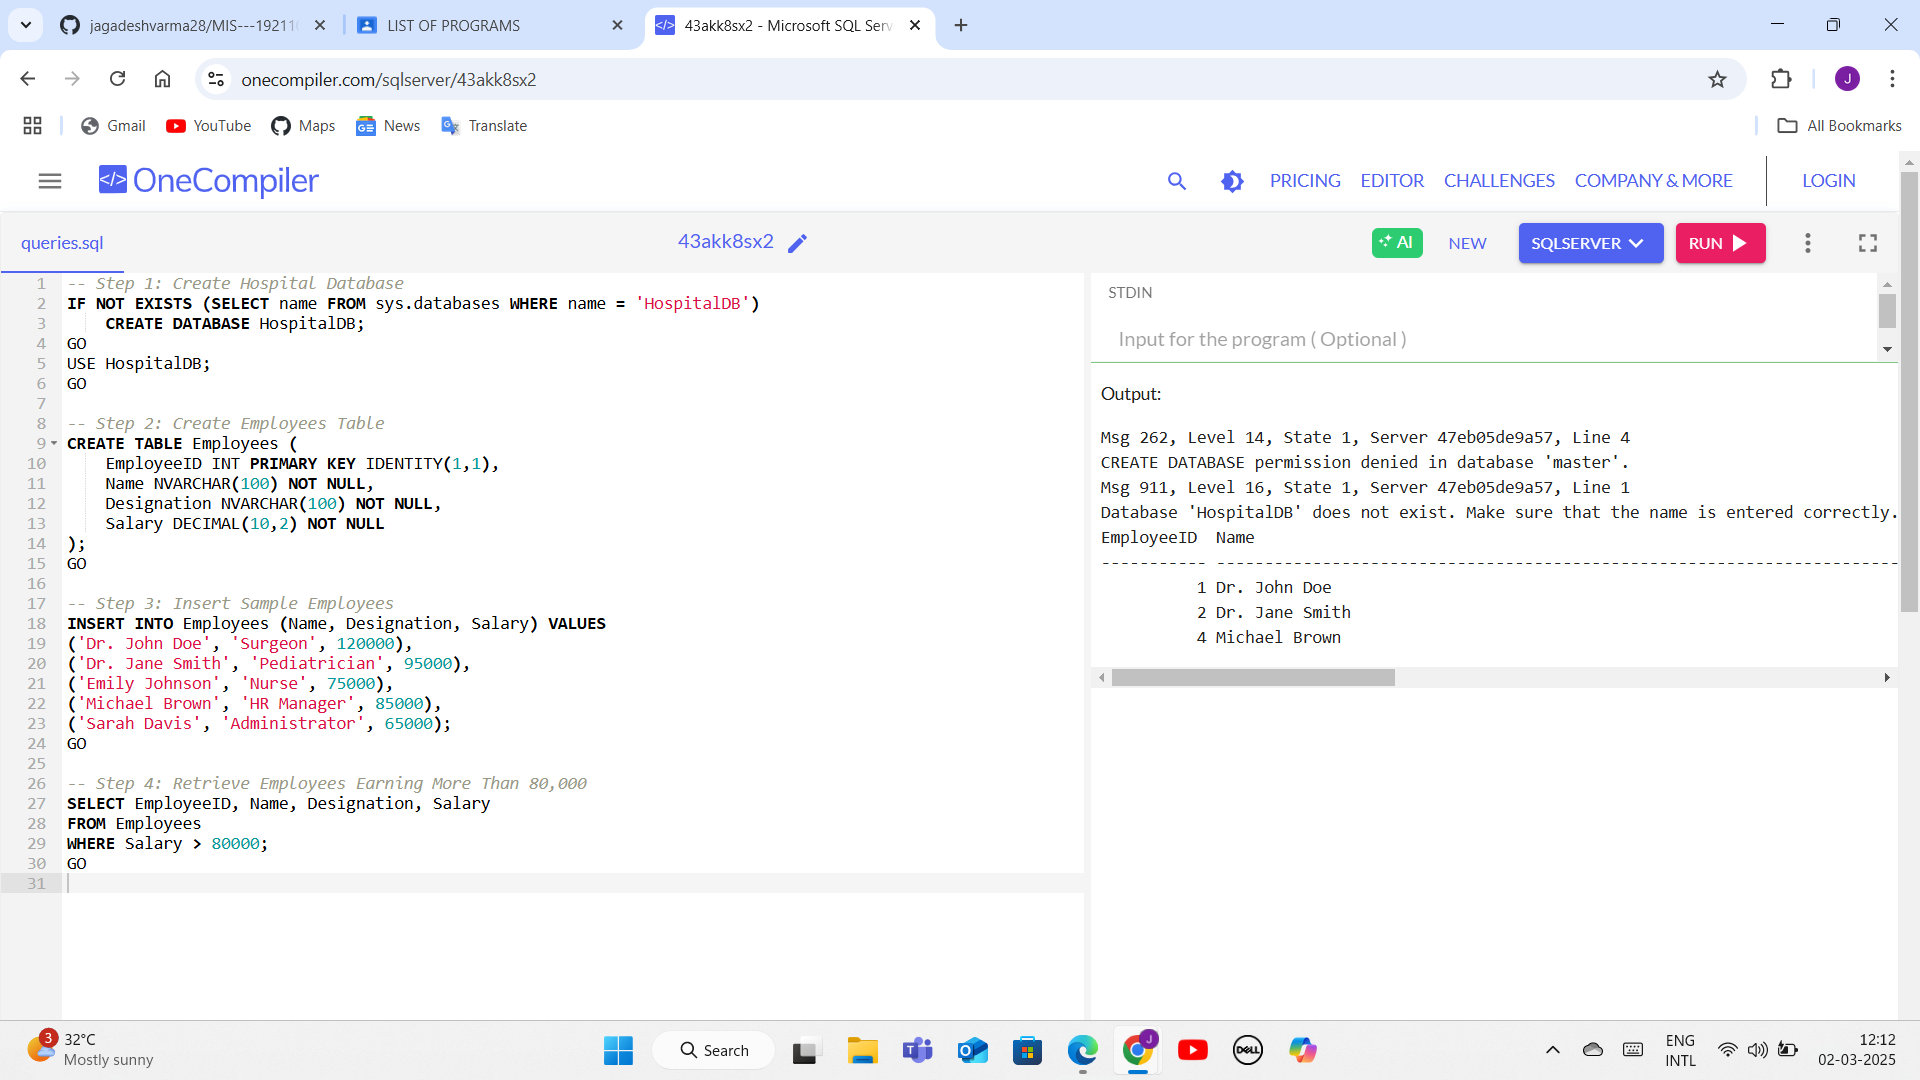 jagadeshvarma28/MIS---19211
LIST OF PROGRAMS
43akk8sx2 - Microsoft SQL Serv
onecompiler.com/sqlserver/43akk8sx2
J
Gmail
YouTube
Maps
News
Translate
All Bookmarks
</> OneCompiler
PRICING
EDITOR
CHALLENGES
COMPANY & MORE
LOGIN
queries.sql
43akk8sx2
AI
NEW
SQLSERVER
RUN
1 -- Step 1: Create Hospital Database
2 IF NOT EXISTS (SELECT name FROM sys.databases WHERE name = 'HospitalDB')
3     CREATE DATABASE HospitalDB;
4 GO
5 USE HospitalDB;
6 GO
7
8 -- Step 2: Create Employees Table
9 CREATE TABLE Employees (
10     EmployeeID INT PRIMARY KEY IDENTITY(1,1),
11     Name NVARCHAR(100) NOT NULL,
12     Designation NVARCHAR(100) NOT NULL,
13     Salary DECIMAL(10,2) NOT NULL
14 );
15 GO
16
17 -- Step 3: Insert Sample Employees
18 INSERT INTO Employees (Name, Designation, Salary) VALUES
19 ('Dr. John Doe', 'Surgeon', 120000),
20 ('Dr. Jane Smith', 'Pediatrician', 95000),
21 ('Emily Johnson', 'Nurse', 75000),
22 ('Michael Brown', 'HR Manager', 85000),
23 ('Sarah Davis', 'Administrator', 65000);
24 GO
25
26 -- Step 4: Retrieve Employees Earning More Than 80,000
27 SELECT EmployeeID, Name, Designation, Salary
28 FROM Employees
29 WHERE Salary > 80000;
30 GO
31
STDIN
Input for the program ( Optional )
Output:
Msg 262, Level 14, State 1, Server 47eb05de9a57, Line 4
CREATE DATABASE permission denied in database 'master'.
Msg 911, Level 16, State 1, Server 47eb05de9a57, Line 1
Database 'HospitalDB' does not exist. Make sure that the name is entered correctly.
EmployeeID  Name
----------- -----------------------------------------------------------------------
1 Dr. John Doe
2 Dr. Jane Smith
4 Michael Brown
3
32°C
Mostly sunny
Search
J
DELL
ENG
INTL
12:12
02-03-2025